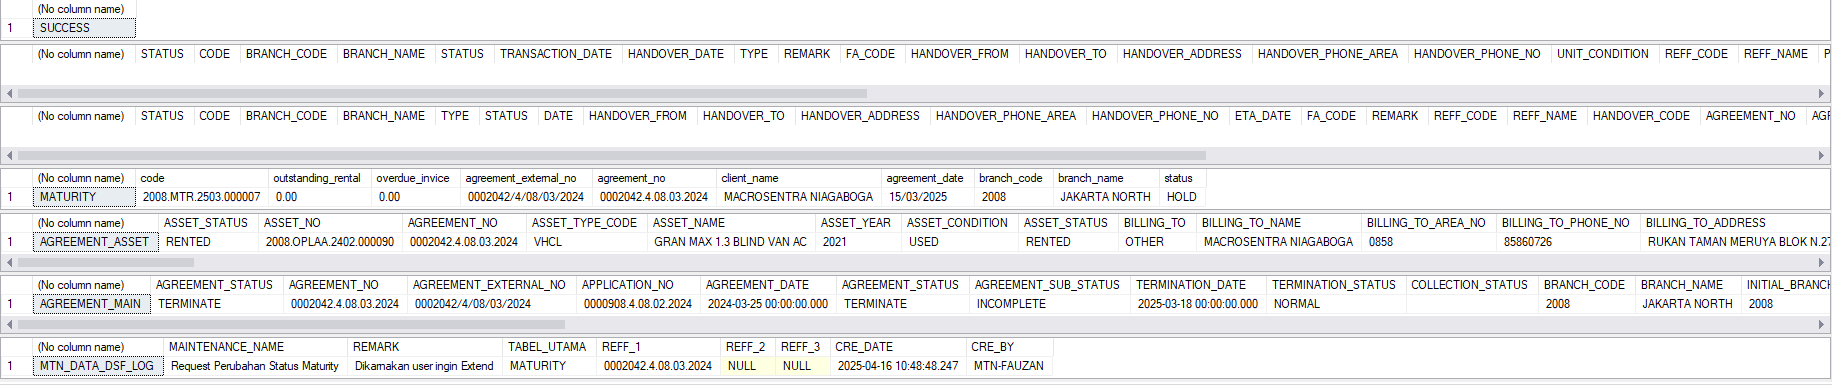 (No column name)
1 SUCCESS
(No column name) STATUS CODE BRANCH_CODE BRANCH_NAME STATUS TRANSACTION_DATE HANDOVER_DATE TYPE REMARK FA_CODE HANDOVER_FROM HANDOVER_TO HANDOVER_ADDRESS HANDOVER_PHONE_AREA HANDOVER_PHONE_NO UNIT_CONDITION REFF_CODE REFF_NAME P
(No column name) STATUS CODE BRANCH_CODE BRANCH_NAME TYPE STATUS DATE HANDOVER_FROM HANDOVER_TO HANDOVER_ADDRESS HANDOVER_PHONE_AREA HANDOVER_PHONE_NO ETA_DATE FA_CODE REMARK REFF_CODE REFF_NAME HANDOVER_CODE AGREEMENT_NO AGR
(No column name) code outstanding_rental overdue_invice agreement_external_no agreement_no client_name agreement_date branch_code branch_name status
1 MATURITY 2008.MTR.2503.000007 0.00 0.00 0002042/4/08/03/2024 0002042.4.08.03.2024 MACROSENTRA NIAGABOGA 15/03/2025 2008 JAKARTA NORTH HOLD
(No column name) ASSET_STATUS ASSET_NO AGREEMENT_NO ASSET_TYPE_CODE ASSET_NAME ASSET_YEAR ASSET_CONDITION ASSET_STATUS BILLING_TO BILLING_TO_NAME BILLING_TO_AREA_NO BILLING_TO_PHONE_NO BILLING_TO_ADDRESS
1 AGREEMENT_ASSET RENTED 2008.OPLAA.2402.000090 0002042.4.08.03.2024 VHCL GRAN MAX 1.3 BLIND VAN AC 2021 USED RENTED OTHER MACROSENTRA NIAGABOGA 0858 85860726 RUKAN TAMAN MERUYA BLOK N.27
(No column name) AGREEMENT_STATUS AGREEMENT_NO AGREEMENT_EXTERNAL_NO APPLICATION_NO AGREEMENT_DATE AGREEMENT_STATUS AGREEMENT_SUB_STATUS TERMINATION_DATE TERMINATION_STATUS COLLECTION_STATUS BRANCH_CODE BRANCH_NAME INITIAL_BRANCH
1 AGREEMENT_MAIN TERMINATE 0002042.4.08.03.2024 0002042/4/08/03/2024 0000908.4.08.02.2024 2024-03-25 00:00:00.000 TERMINATE INCOMPLETE 2025-03-18 00:00:00.000 NORMAL 2008 JAKARTA NORTH 2008
(No column name) MAINTENANCE_NAME REMARK TABEL_UTAMA REFF_1 REFF_2 REFF_3 CRE_DATE CRE_BY
1 MTN_DATA_DSF_LOG Request Perubahan Status Maturity Dikamakan user ingin Extend MATURITY 0002042.4.08.03.2024 NULL NULL 2025-04-16 10:48:48.247 MTN-FAUZAN